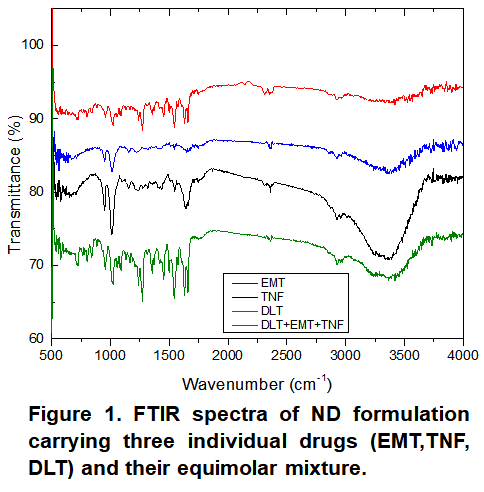 Transmittance (%)
100
90
80
70
60
EMT
TNF
DLT
DLT+EMT+TNF
500 1000 1500 2000 2500 3000 3500 4000
Wavenumber (cm⁻¹)
Figure 1. FTIR spectra of ND formulation
carrying three individual drugs (EMT,TNF,
DLT) and their equimolar mixture.